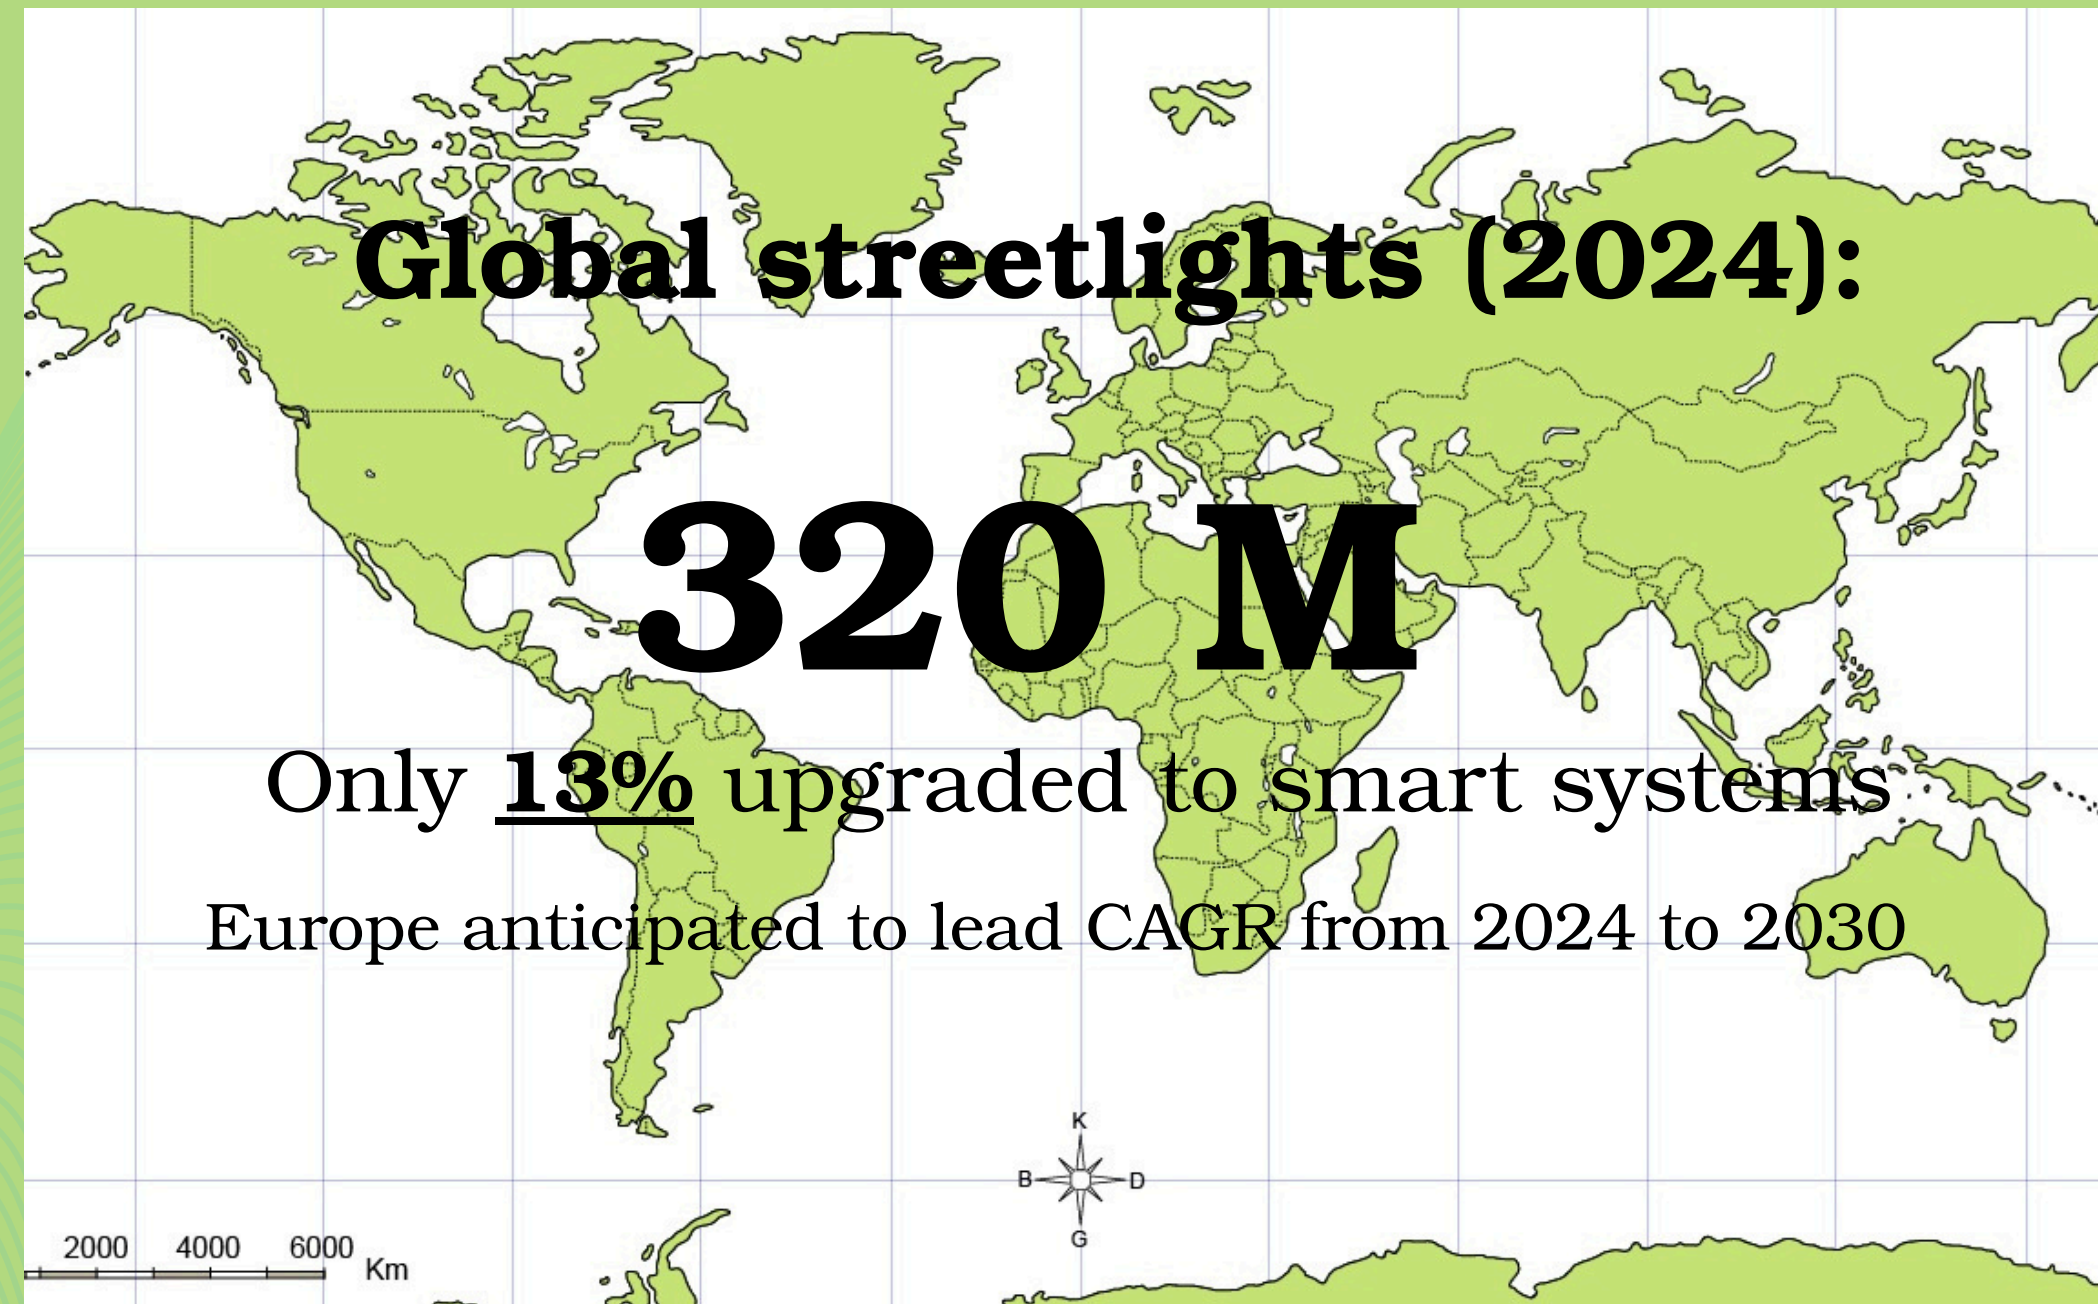 Global streetlights (2024):
320 M
Only 13% upgraded to smart systems
Europe anticipated to lead CAGR from 2024 to 2030
K
B D
G
2000 4000 6000
Km